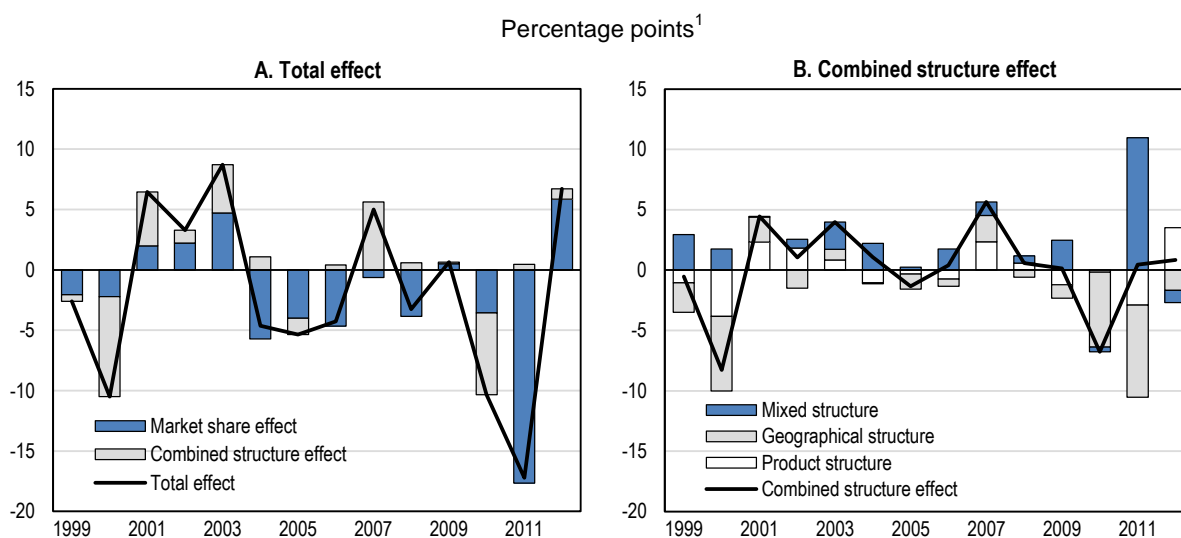 Percentage points1
A. Total effect
15
10
5
0
-5
-10
-15
-20
Market share effect
Combined structure effect
Total effect
1999 2001 2003 2005 2007 2009 2011
B. Combined structure effect
15
10
5
0
-5
-10
-15
-20
Mixed structure
Geographical structure
Product structure
Combined structure effect
1999 2001 2003 2005 2007 2009 2011